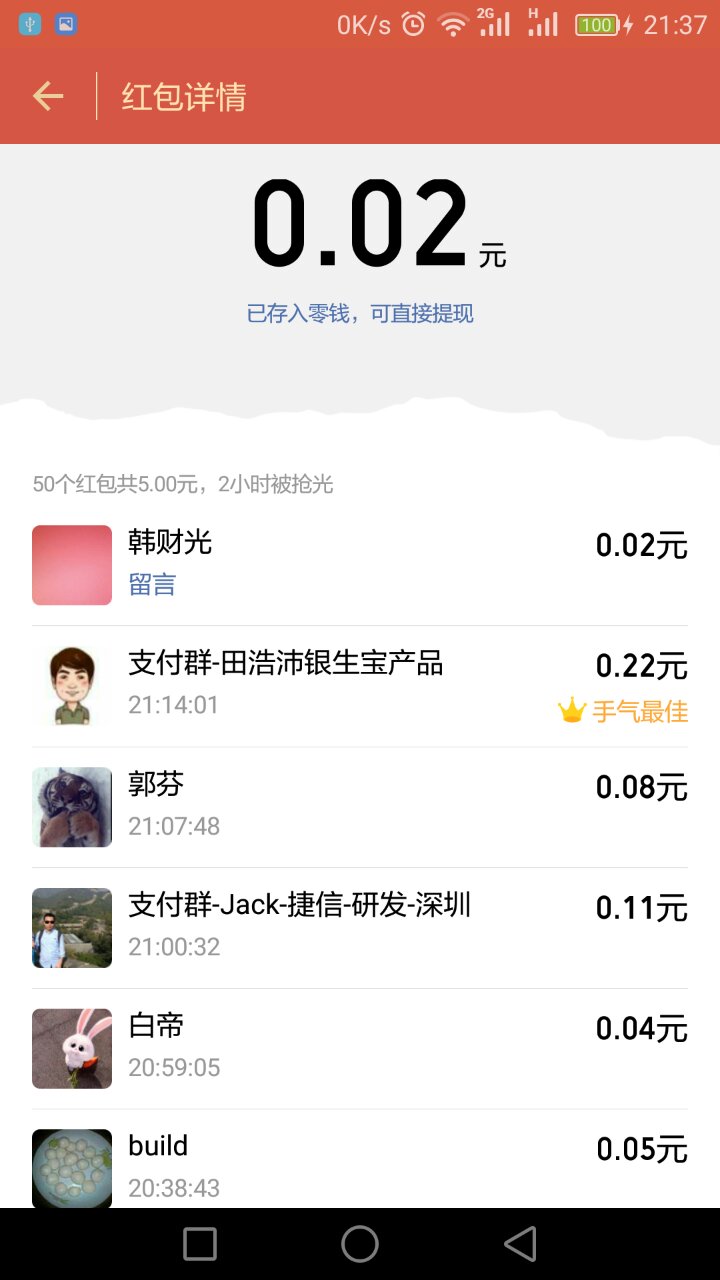 0K/s 2G H 100 21:37
红包详情
0.02元
已存入零钱，可直接提现
50个红包共5.00元，2小时被抢光
韩财光 0.02元
留言
支付群-田浩沛银生宝产品 0.22元
21:14:01 手气最佳
郭芬 0.08元
21:07:48
支付群-Jack-捷信-研发-深圳 0.11元
21:00:32
白帝 0.04元
20:59:05
build 0.05元
20:38:43